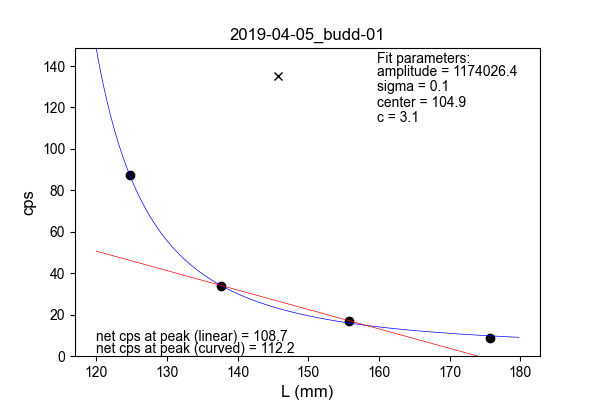 2019-04-05_budd-01
Fit parameters:
amplitude = 1174026.4
sigma = 0.1
center = 104.9
c = 3.1
cps
140
120
100
80
60
40
20
0
net cps at peak (linear) = 108.7
net cps at peak (curved) = 112.2
120 130 140 150 160 170 180
L (mm)